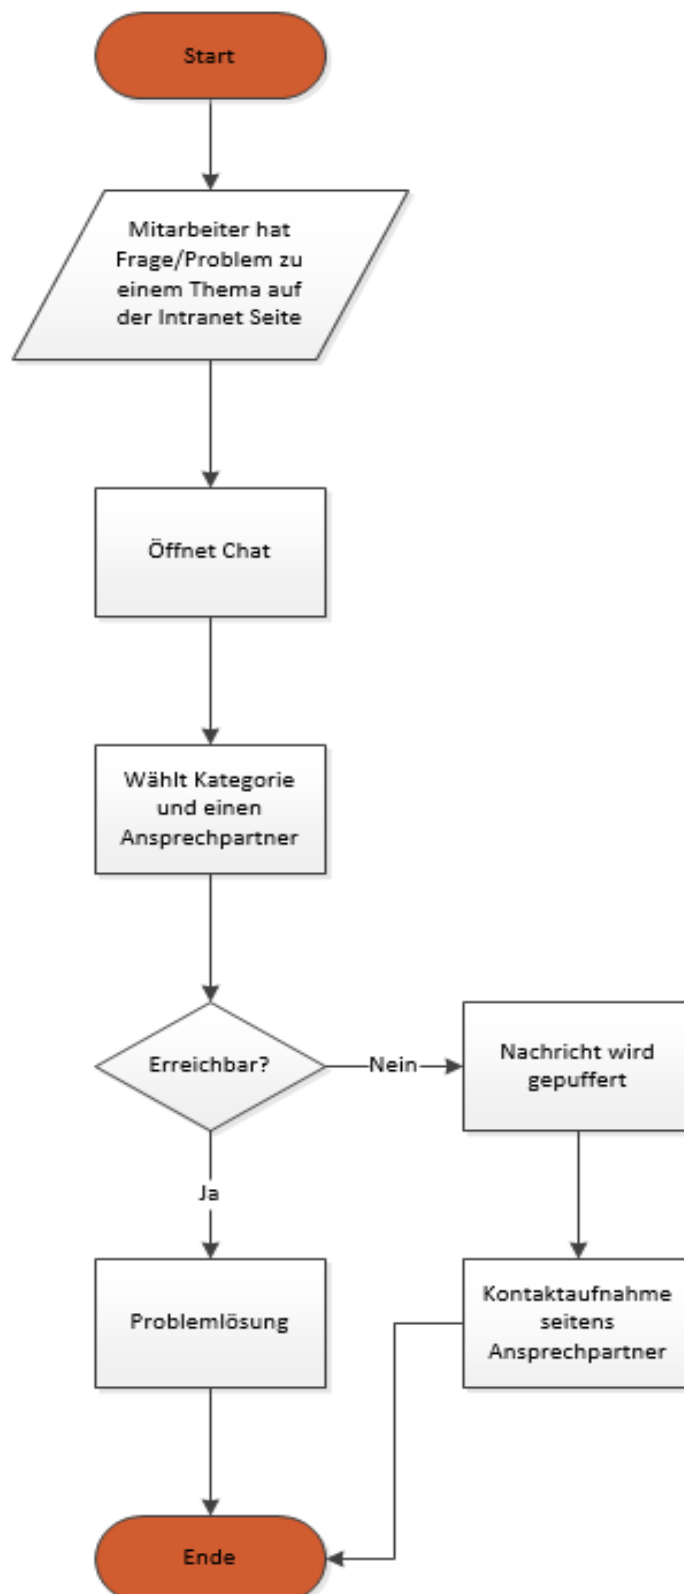 Start
Mitarbeiter hat
Frage/Problem zu
einem Thema auf
der Intranet Seite
Öffnet Chat
Wählt Kategorie
und einen
Ansprechpartner
Erreichbar?
Nein
Nachricht wird
gepuffert
Ja
Problemlösung
Kontaktaufnahme
seitens
Ansprechpartner
Ende